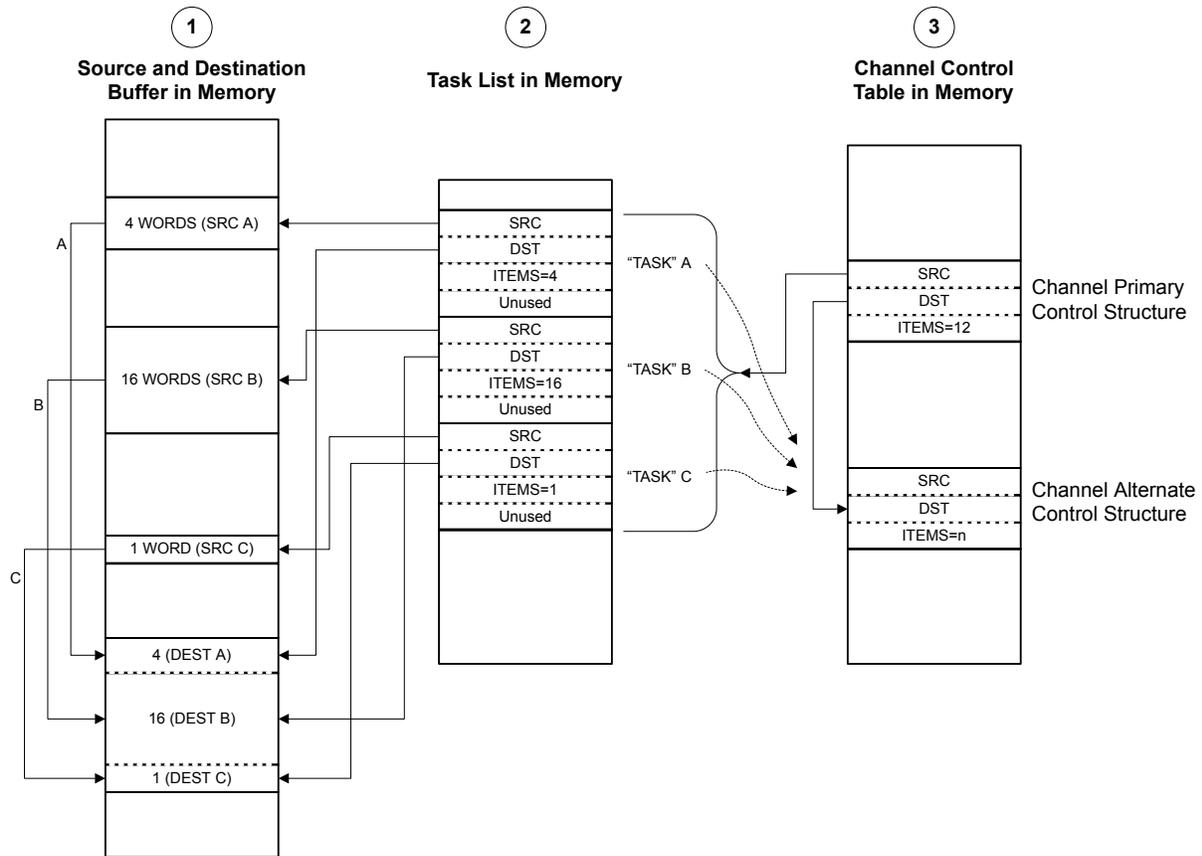 1
Source and Destination
Buffer in Memory
A
B
C
4 WORDS (SRC A)
16 WORDS (SRC B)
1 WORD (SRC C)
4 (DEST A)
16 (DEST B)
1 (DEST C)
2
Task List in Memory
SRC
DST
ITEMS=4
Unused
SRC
DST
ITEMS=16
Unused
SRC
DST
ITEMS=1
Unused
“TASK” A
“TASK” B
“TASK” C
3
Channel Control
Table in Memory
SRC
DST
ITEMS=12
Channel Primary
Control Structure
SRC
DST
ITEMS=n
Channel Alternate
Control Structure